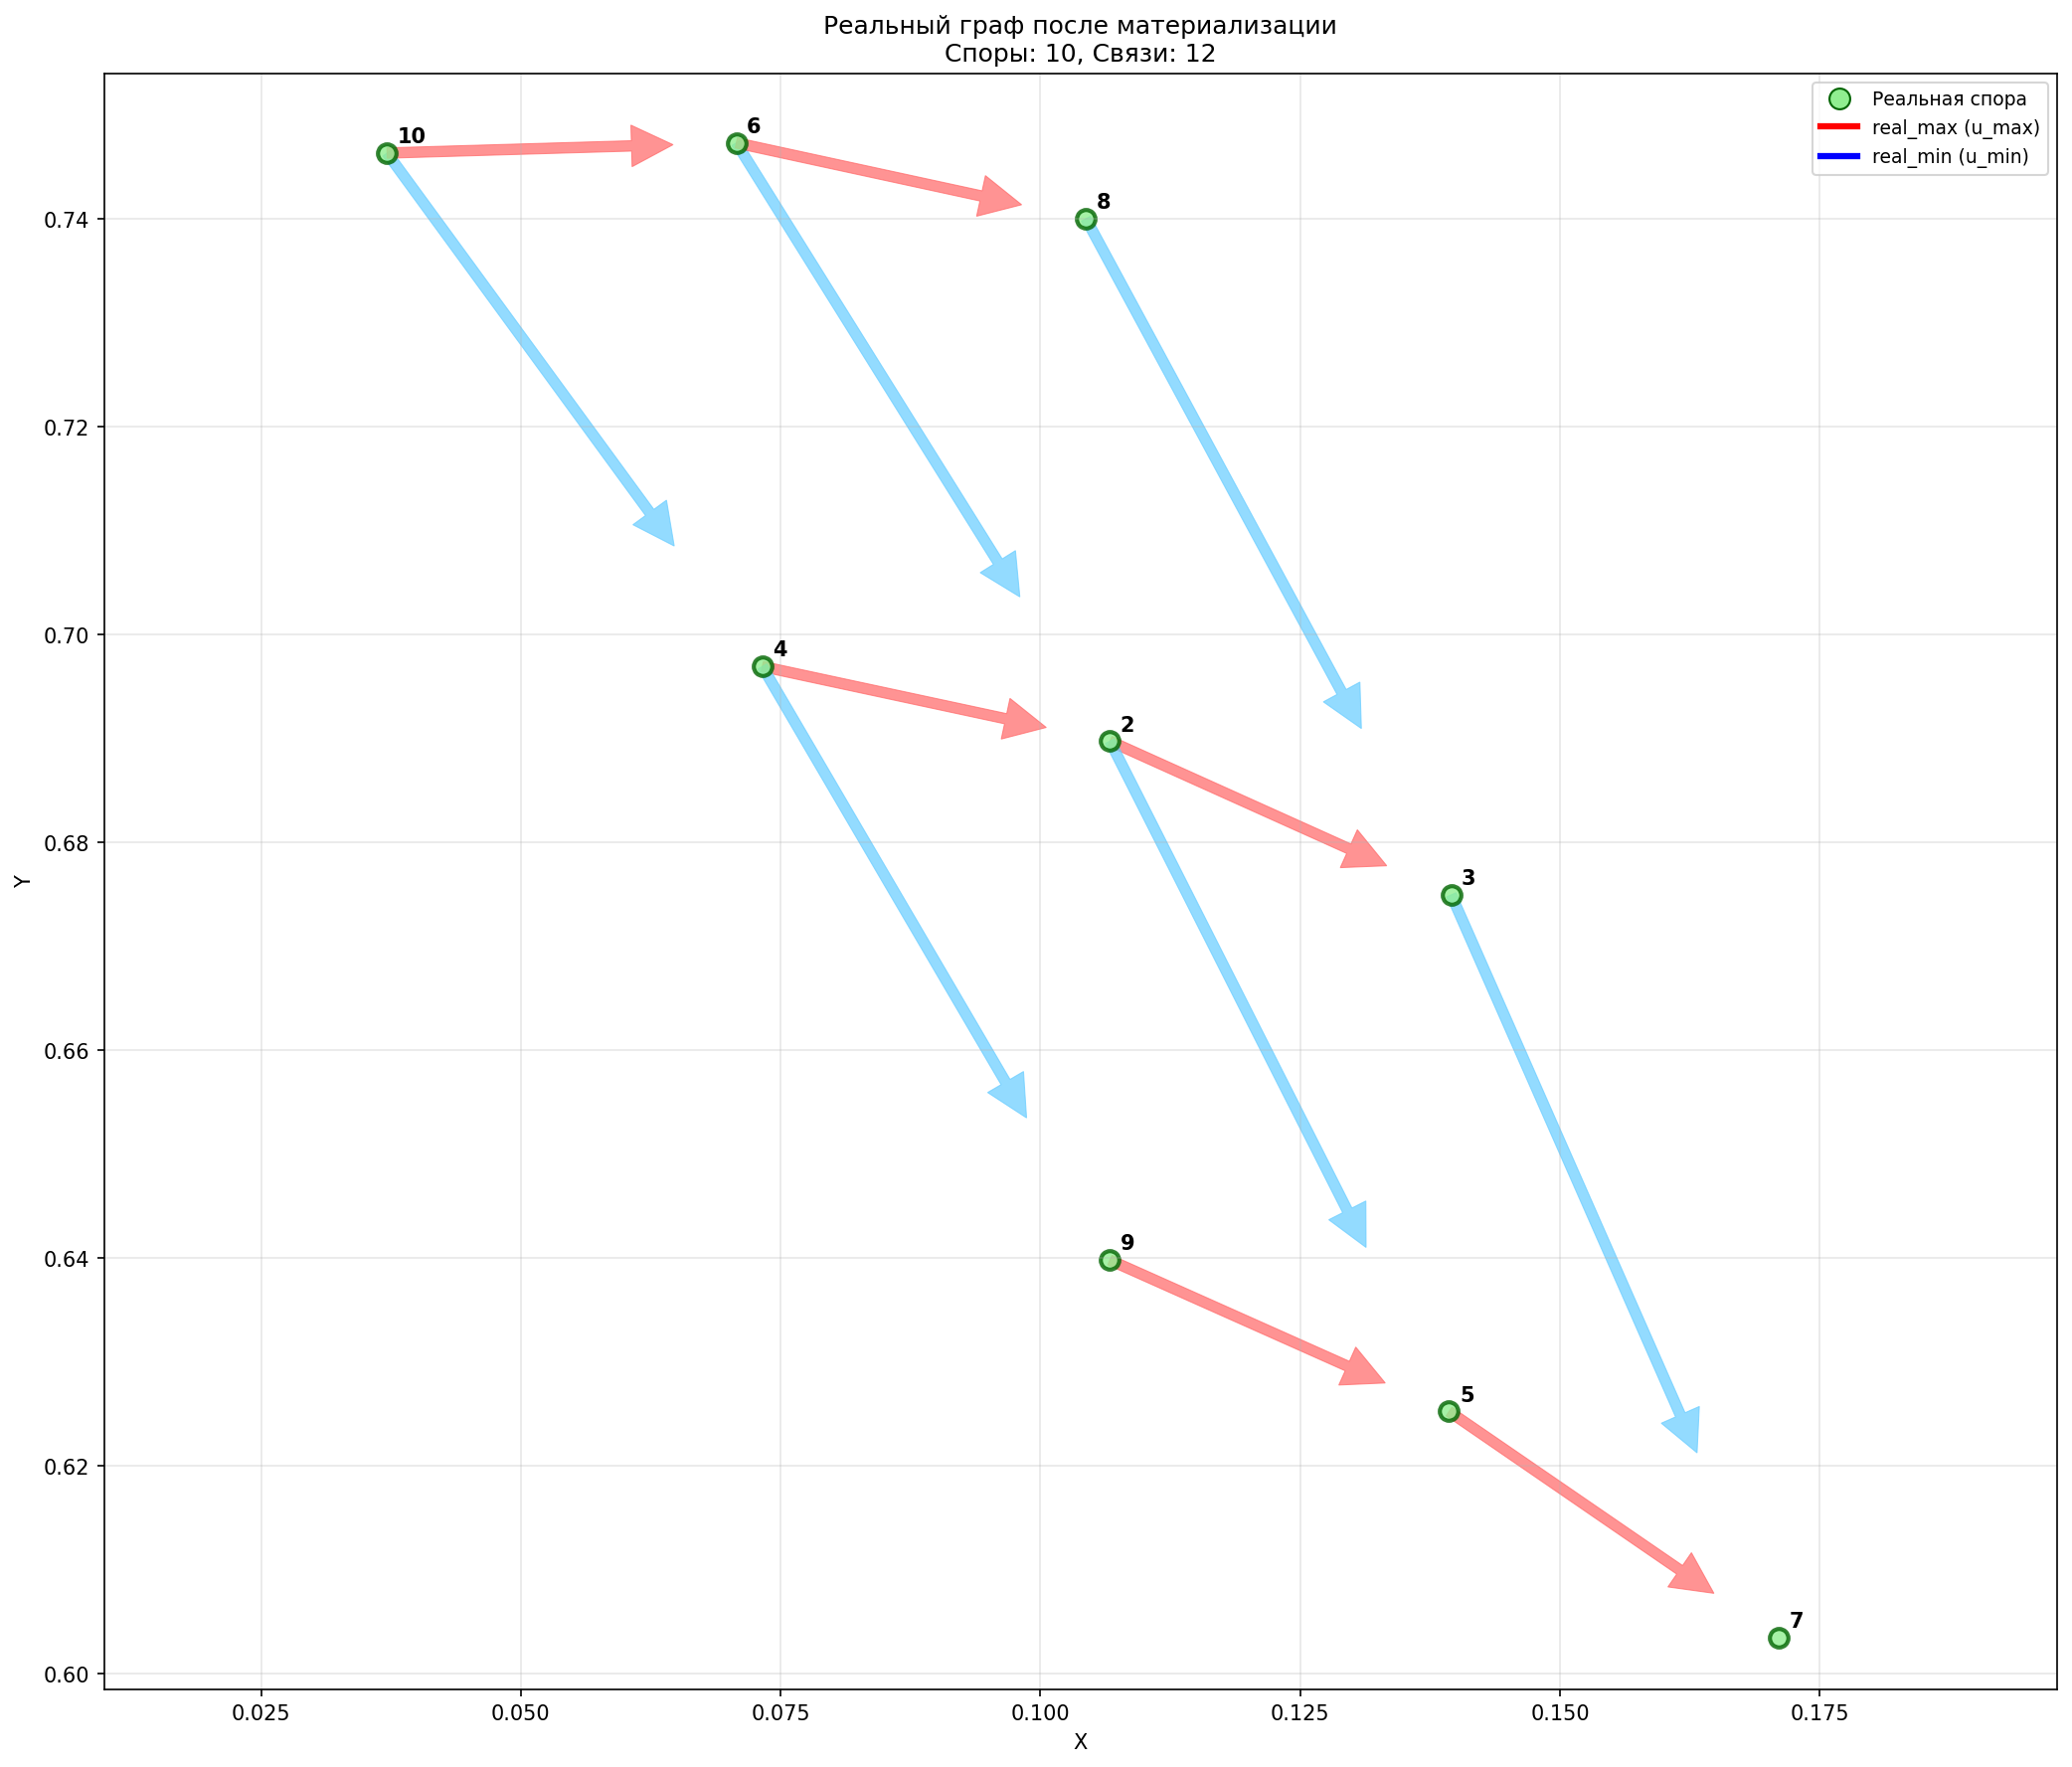 Реальный граф после материализации
Споры: 10, Связи: 12
Реальная спора
real_max (u_max)
real_min (u_min)
10
6
8
4
2
3
9
5
7
0.74
0.72
0.70
0.68
0.66
0.64
0.62
0.60
Y
0.025 0.050 0.075 0.100 0.125 0.150 0.175
X